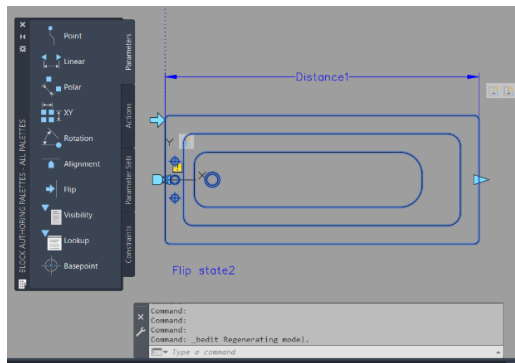 Point
Linear
Polar
XY
Rotation
Alignment
Flip
Visibility
Lookup
Basepoint
Parameters
Actions
Parameter Sets
Constraints
BLOCK AUTHORING PALETTES - ALL PALETTES
Distance1
Y
X
Flip state2
Command:
Command:
Command:
Command: _bedit Regenerating model.
Type a command